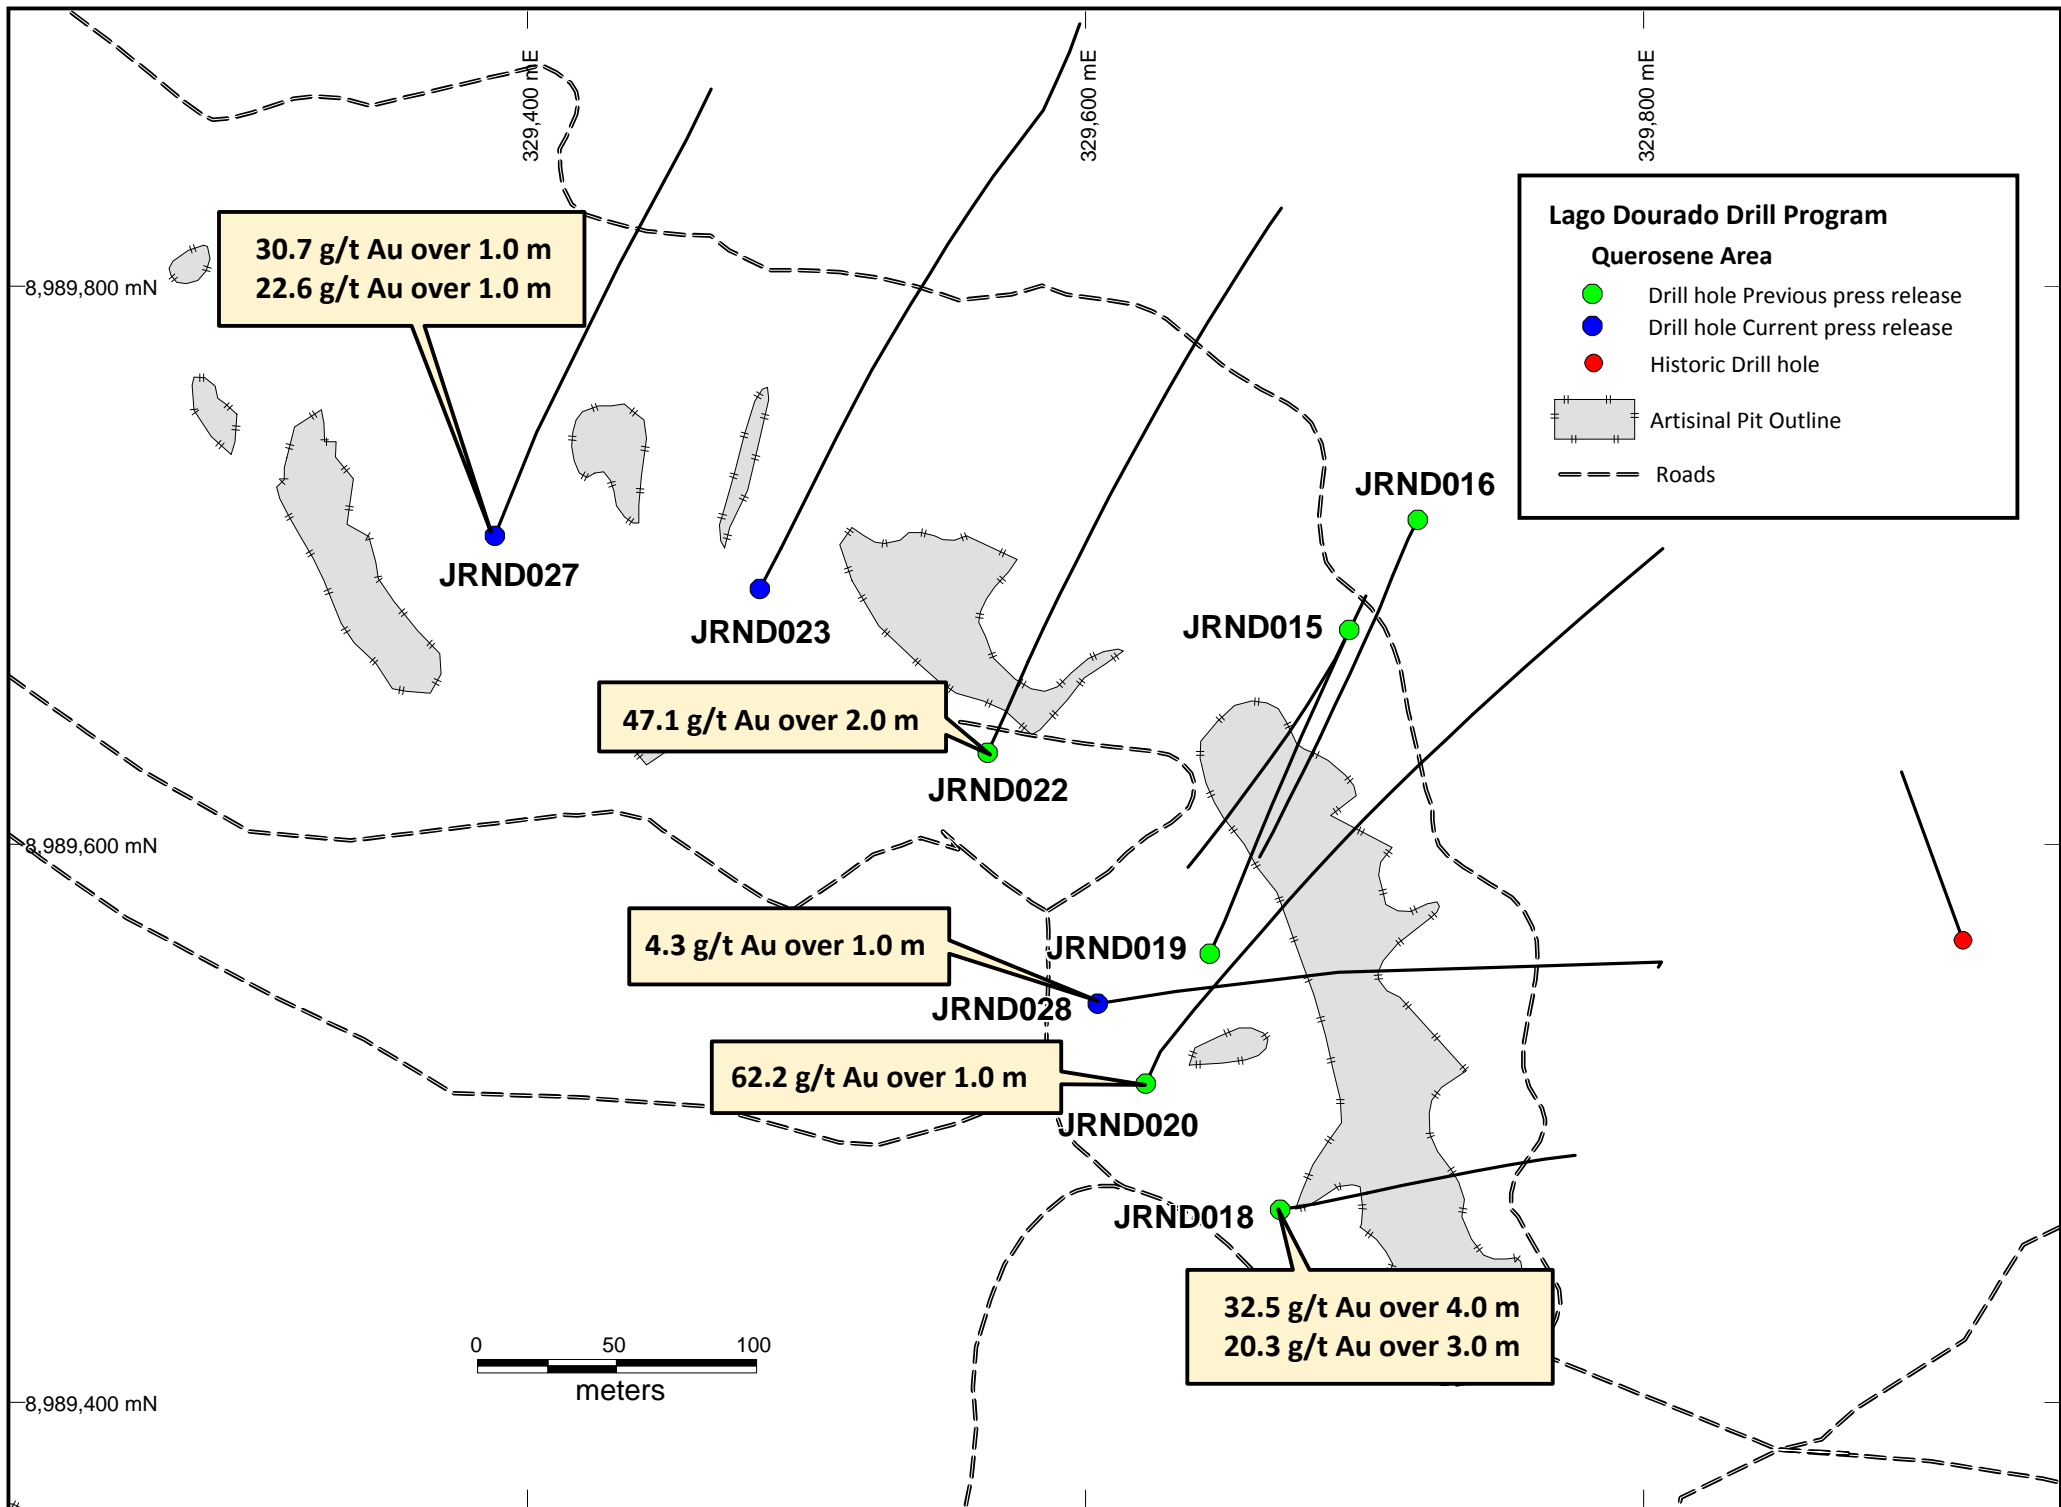 329,400 mE
329,600 mE
329,800 mE
Lago Dourado Drill Program
Querosene Area
Drill hole Previous press release
Drill hole Current press release
Historic Drill hole
Artisinal Pit Outline
Roads
30.7 g/t Au over 1.0 m
22.6 g/t Au over 1.0 m
8,989,800 mN
JRND016
JRND027
JRND023
JRND015
47.1 g/t Au over 2.0 m
JRND022
8,989,600 mN
4.3 g/t Au over 1.0 m
JRND019
JRND028
62.2 g/t Au over 1.0 m
JRND020
JRND018
32.5 g/t Au over 4.0 m
20.3 g/t Au over 3.0 m
0 50 100
meters
8,989,400 mN